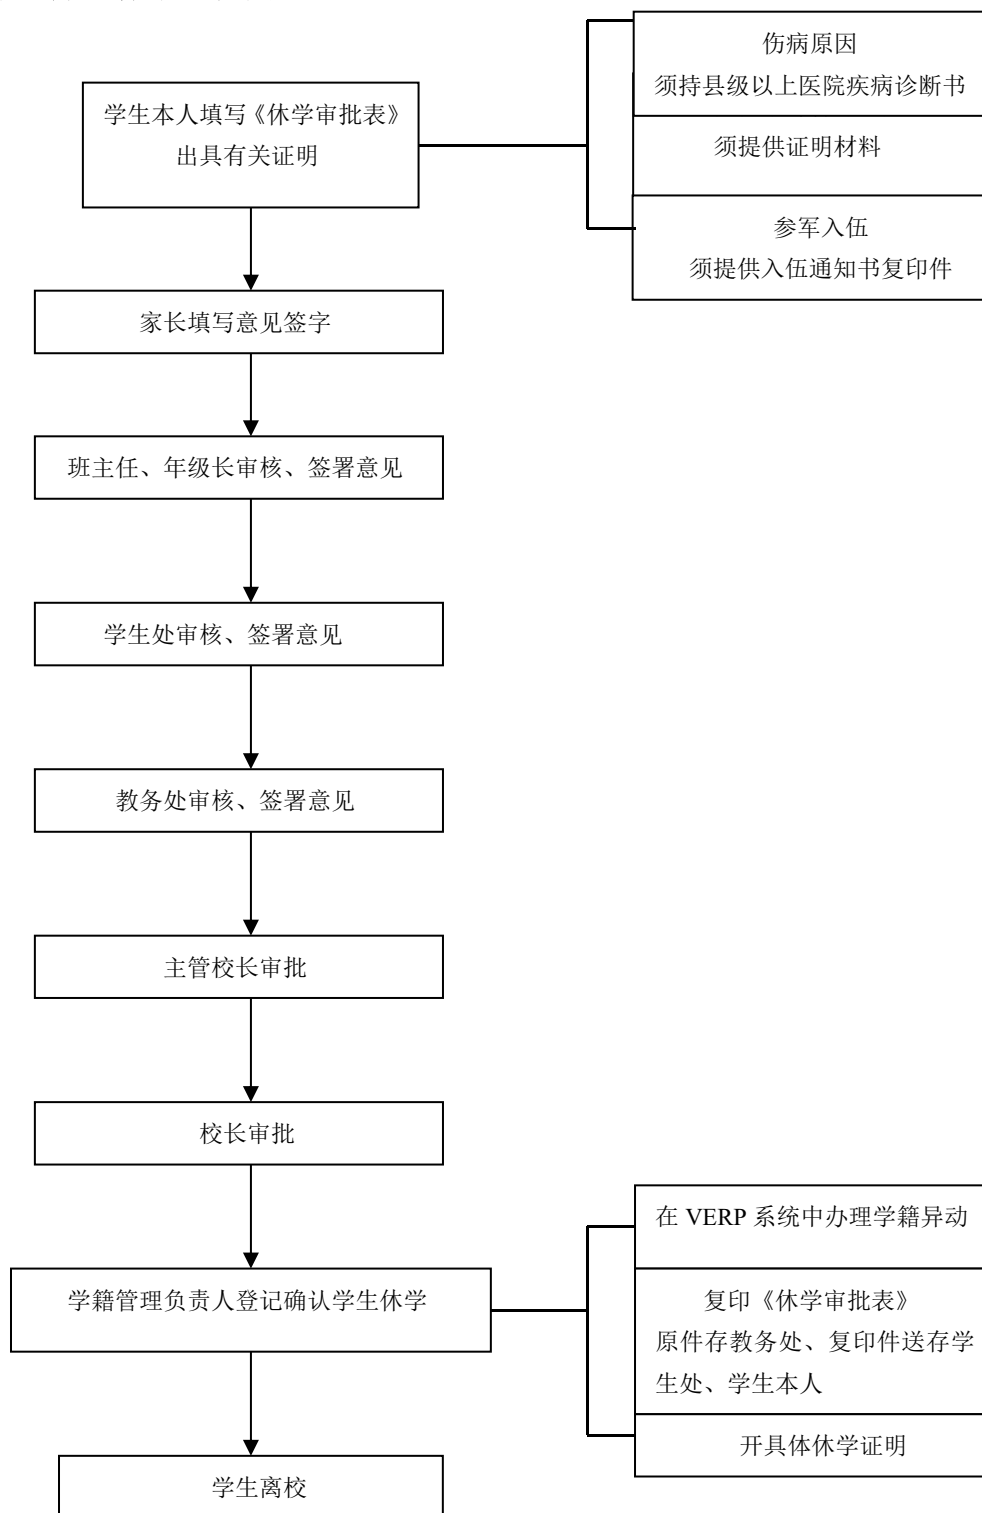 学生本人填写《休学审批表》
出具有关证明
伤病原因
须持县级以上医院疾病诊断书
须提供证明材料
参军入伍
须提供入伍通知书复印件
家长填写意见签字
班主任、年级长审核、签署意见
学生处审核、签署意见
教务处审核、签署意见
主管校长审批
校长审批
学籍管理负责人登记确认学生休学
在 VERP 系统中办理学籍异动
复印《休学审批表》
原件存教务处、复印件送存学
生处、学生本人
开具体休学证明
学生离校